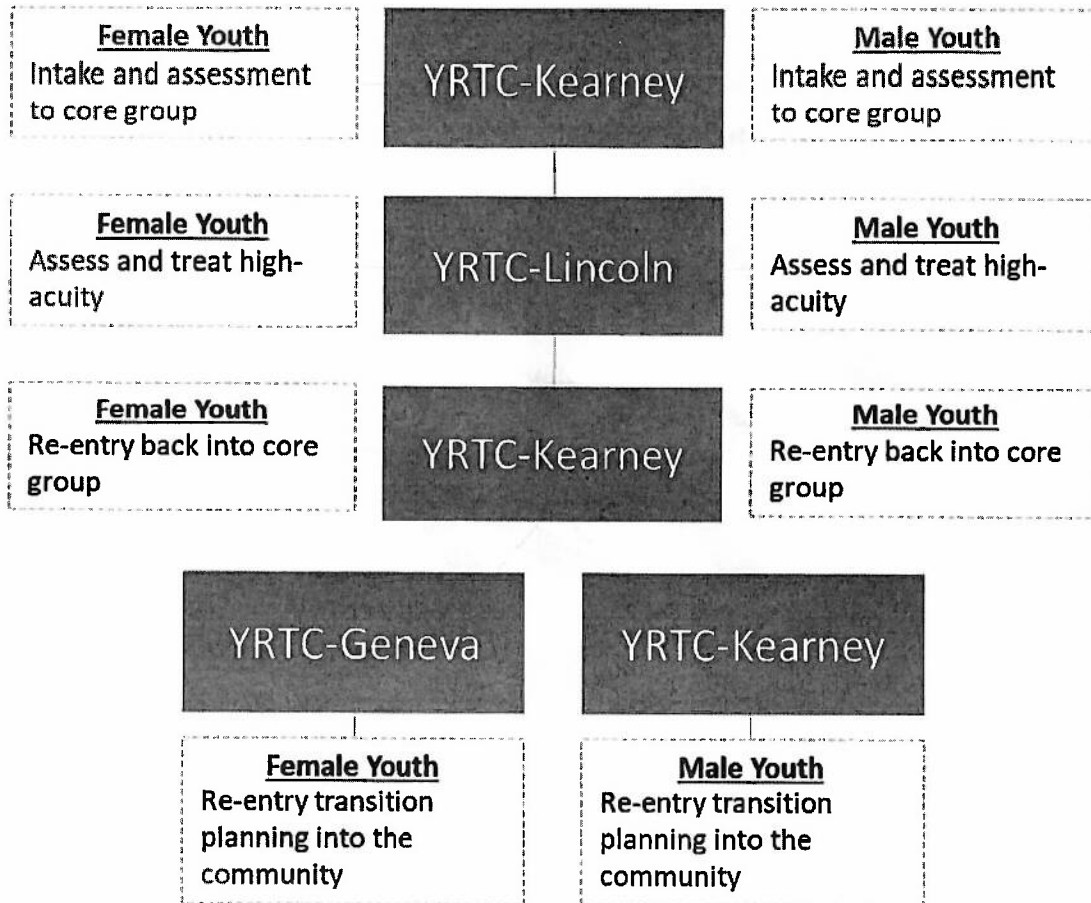 Female Youth
Intake and assessment
to core group
YRTC-Kearney
Male Youth
Intake and assessment
to core group
Female Youth
Assess and treat high-
acuity
YRTC-Lincoln
Male Youth
Assess and treat high-
acuity
Female Youth
Re-entry back into core
group
YRTC-Kearney
Male Youth
Re-entry back into core
group
YRTC-Geneva
YRTC-Kearney
Female Youth
Re-entry transition
planning into the
community
Male Youth
Re-entry transition
planning into the
community